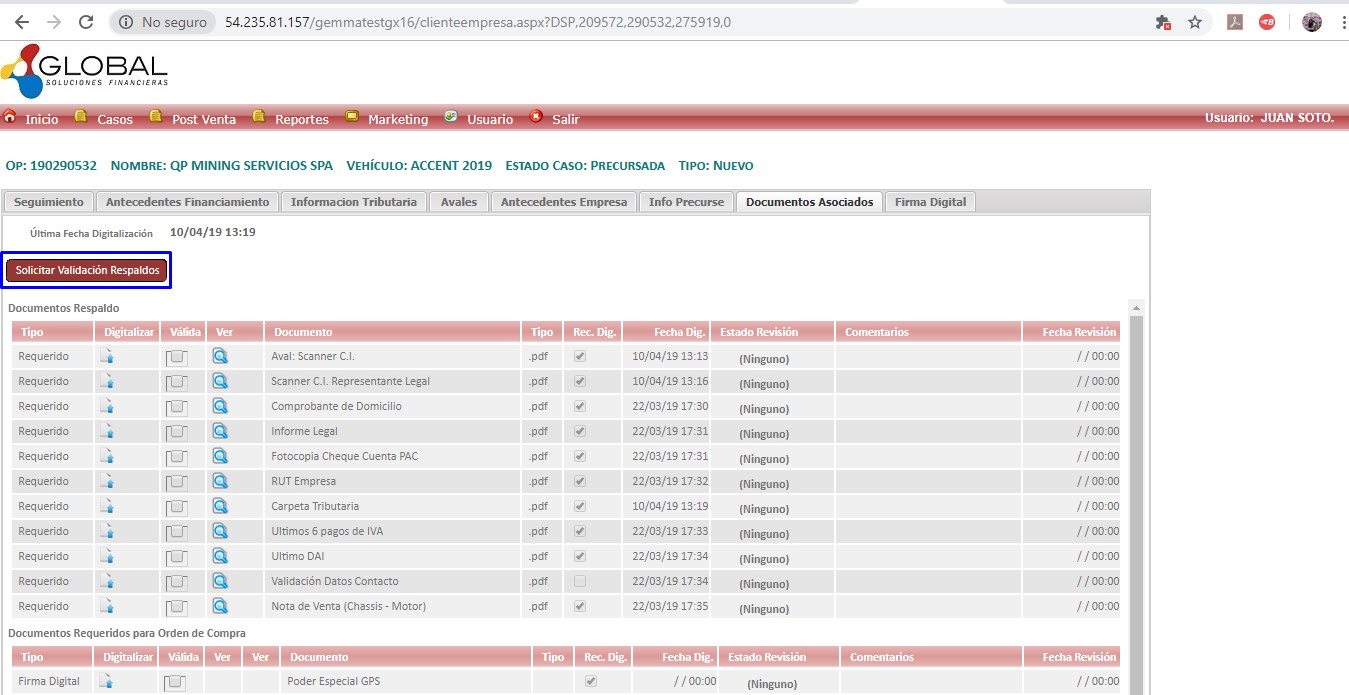 No seguro 54.235.81.157/gemmatestgx16/clienteempresa.aspx?DSP,209572,290532,275919,0
GLOBAL
SOLUCIONES FINANCIERAS
Inicio Casos Post Venta Reportes Marketing Usuario Salir Usuario: JUAN SOTO.
OP: 190290532 NOMBRE: QP MINING SERVICIOS SPA VEHÍCULO: ACCENT 2019 ESTADO CASO: PRECURSADA TIPO: NUEVO
Seguimiento Antecedentes Financiamiento Informacion Tributaria Avales Antecedentes Empresa Info Precurse Documentos Asociados Firma Digital
Última Fecha Digitalización 10/04/19 13:19
Solicitar Validación Respaldos
Documentos Respaldo
Tipo Digitalizar Válida Ver Documento Tipo Rec. Dig. Fecha Dig. Estado Revisión Comentarios Fecha Revisión
Requerido Aval: Scanner C.I. .pdf 10/04/19 13:13 (Ninguno) / / 00:00
Requerido Scanner C.I. Representante Legal .pdf 10/04/19 13:16 (Ninguno) / / 00:00
Requerido Comprobante de Domicilio .pdf 22/03/19 17:30 (Ninguno) / / 00:00
Requerido Informe Legal .pdf 22/03/19 17:31 (Ninguno) / / 00:00
Requerido Fotocopia Cheque Cuenta PAC .pdf 22/03/19 17:31 (Ninguno) / / 00:00
Requerido RUT Empresa .pdf 22/03/19 17:32 (Ninguno) / / 00:00
Requerido Carpeta Tributaria .pdf 10/04/19 13:19 (Ninguno) / / 00:00
Requerido Ultimos 6 pagos de IVA .pdf 22/03/19 17:33 (Ninguno) / / 00:00
Requerido Ultimo DAI .pdf 22/03/19 17:34 (Ninguno) / / 00:00
Requerido Validación Datos Contacto .pdf 22/03/19 17:34 (Ninguno) / / 00:00
Requerido Nota de Venta (Chassis - Motor) .pdf 22/03/19 17:35 (Ninguno) / / 00:00
Documentos Requeridos para Orden de Compra
Tipo Digitalizar Válida Ver Ver Documento Tipo Rec. Dig. Fecha Dig. Estado Revisión Comentarios Fecha Revisión
Firma Digital Poder Especial GPS / / 00:00 (Ninguno) / / 00:00